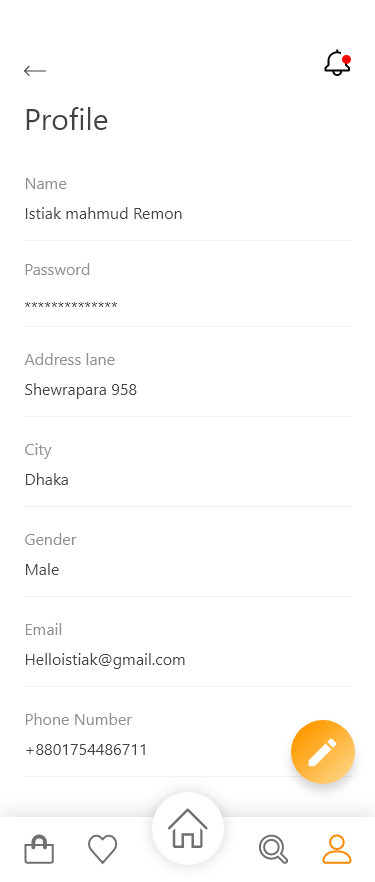 Profile
Name
Istiak mahmud Remon
Password
**************
Address lane
Shewrapara 958
City
Dhaka
Gender
Male
Email
Helloistiak@gmail.com
Phone Number
+8801754486711